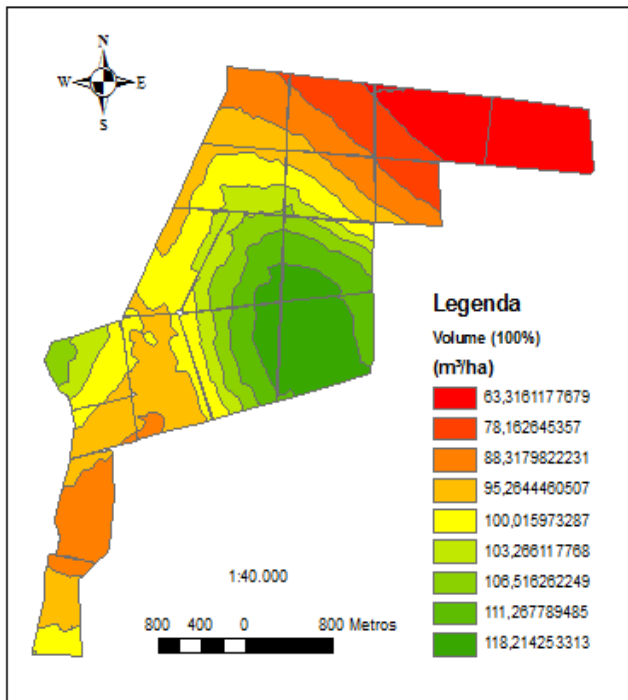 N
W E
S
Legenda
Volume (100%)
(m³/ha)
63,3161177679
78,162645357
88,3179822231
95,2644460507
100,015973287
103,266117768
106,516262249
111,267789485
118,214253313
1:40.000
800 400 0 800 Metros